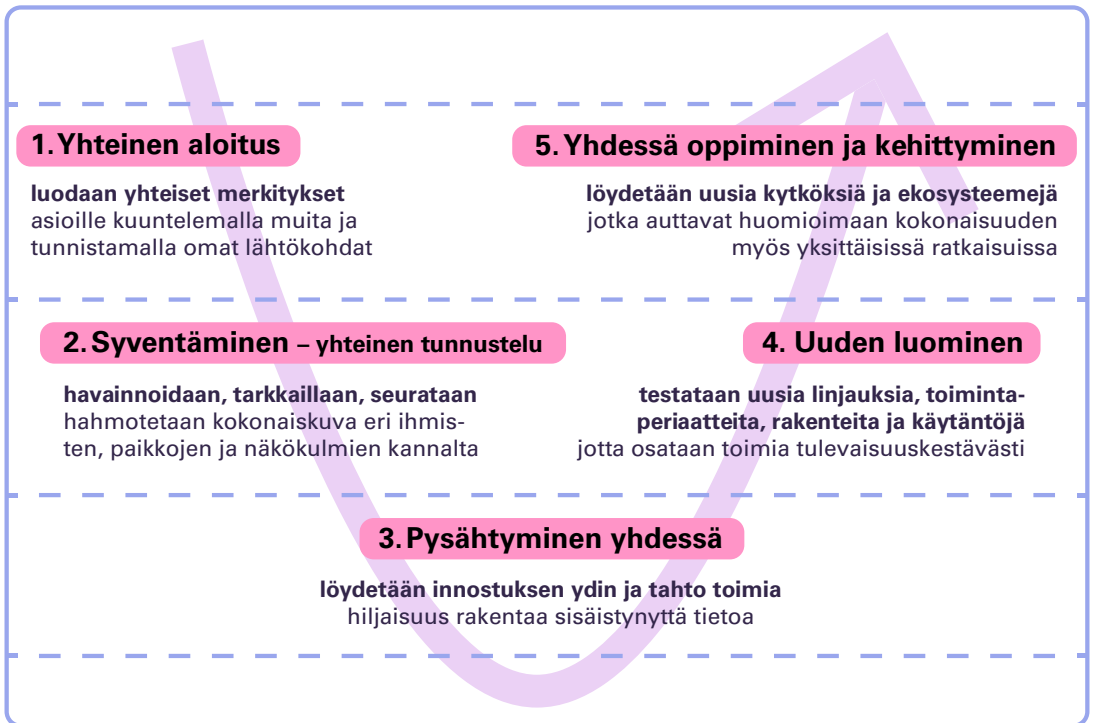 1. Yhteinen aloitus
luodaan yhteiset merkitykset
asioille kuuntelemalla muita ja
tunnistamalla omat lähtökohdat
2. Syventäminen – yhteinen tunnustelu
havainnoidaan, tarkkaillaan, seurataan
hahmotetaan kokonaiskuva eri ihmis-
ten, paikkojen ja näkökulmien kannalta
3. Pysähtyminen yhdessä
löydetään innostuksen ydin ja tahto toimia
hiljaisuus rakentaa sisäistynyttä tietoa
4. Uuden luominen
testataan uusia linjauksia, toiminta-
periaatteita, rakenteita ja käytäntöjä
jotta osataan toimia tulevaisuuskestävästi
5. Yhdessä oppiminen ja kehittyminen
löydetään uusia kytköksiä ja ekosysteemejä
jotka auttavat huomioimaan kokonaisuuden
myös yksittäisissä ratkaisuissa